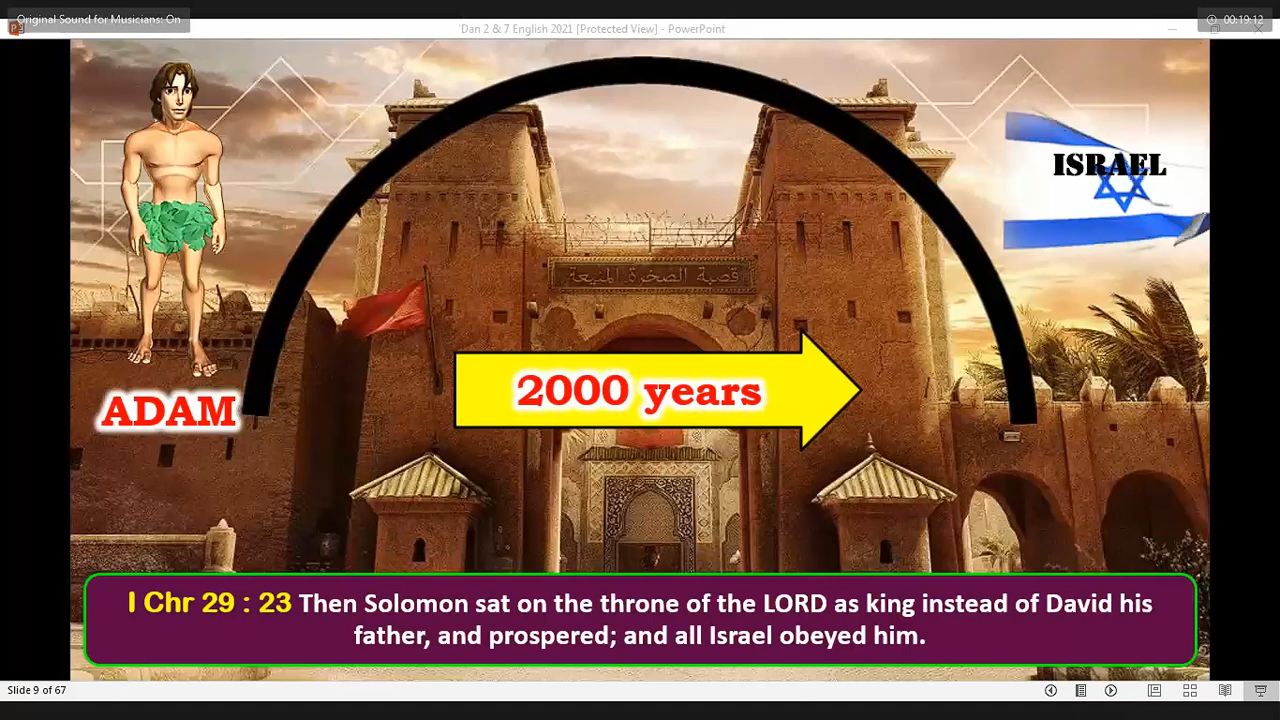 Original Sound for Musicians: On
'Dan 2 & 7 English 2021 [Protected View] - PowerPoint
00:19:12
ISRAEL
قصبة الصخرة المنيعة
2000 years
ADAM
I Chr 29 : 23 Then Solomon sat on the throne of the LORD as king instead of David his
father, and prospered; and all Israel obeyed him.
Slide 9 of 67